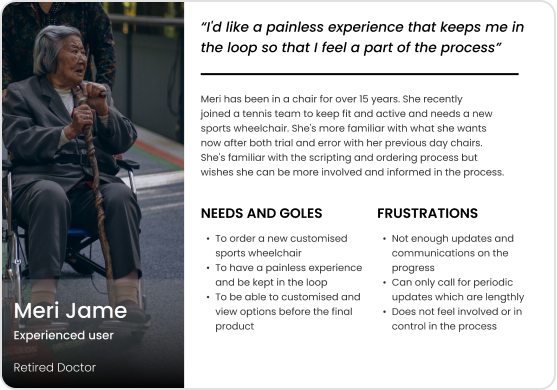 “I'd like a painless experience that keeps me in
the loop so that I feel a part of the process”
Meri has been in a chair for over 15 years. She recently
joined a tennis team to keep fit and active and needs a new
sports wheelchair. She's more familiar with what she wants
now after both trial and error with her previous day chairs.
She's familiar with the scripting and ordering process but
wishes she can be more involved and informed in the process.
NEEDS AND GOLES
• To order a new customised
sports wheelchair
• To have a painless experience
and be kept in the loop
• To be able to customised and
view options before the final
product
FRUSTRATIONS
• Not enough updates and
communications on the
progress
• Can only call for periodic
updates which are lengthly
• Does not feel involved or in
control in the process
Meri Jame
Experienced user
Retired Doctor